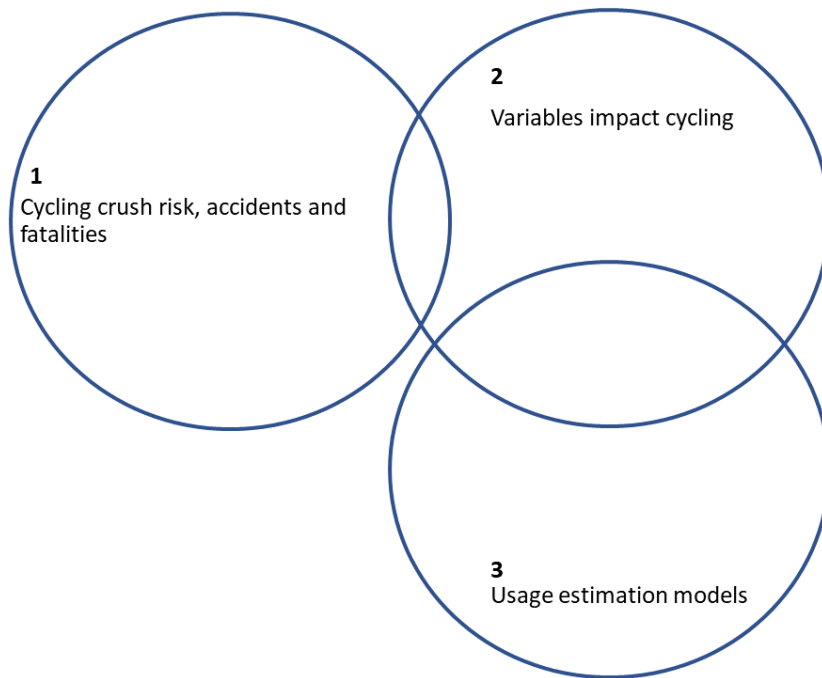 1
Cycling crush risk, accidents and
fatalities
2
Variables impact cycling
3
Usage estimation models